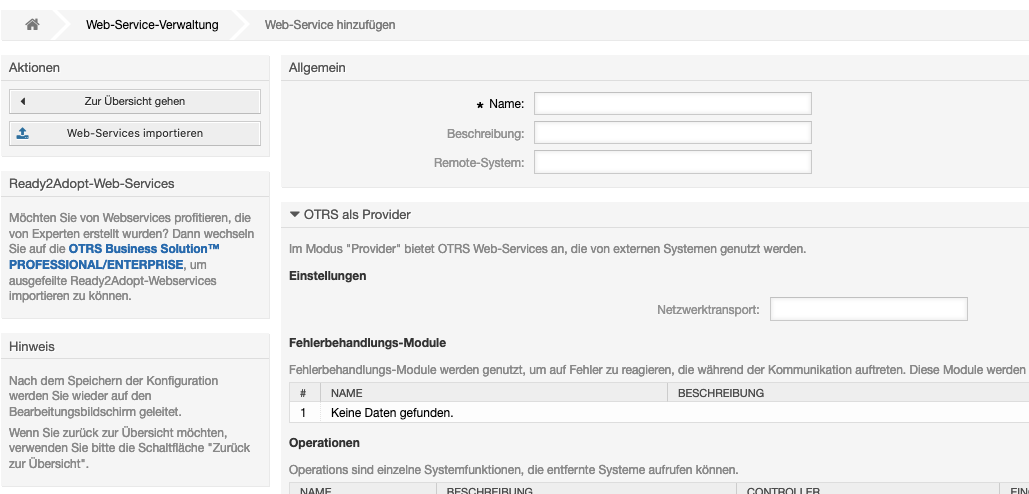 Web-Service-Verwaltung
Web-Service hinzufügen
Aktionen
Zur Übersicht gehen
Web-Services importieren
Ready2Adopt-Web-Services
Möchten Sie von Webservices profitieren, die
von Experten erstellt wurden? Dann wechseln
Sie auf die OTRS Business Solution™
PROFESSIONAL/ENTERPRISE, um
ausgefeilte Ready2Adopt-Webservices
importieren zu können.
Hinweis
Nach dem Speichern der Konfiguration
werden Sie wieder auf den
Bearbeitungsbildschirm geleitet.
Wenn Sie zurück zur Übersicht möchten,
verwenden Sie bitte die Schaltfläche "Zurück
zur Übersicht".
Allgemein
* Name:
Beschreibung:
Remote-System:
OTRS als Provider
Im Modus "Provider" bietet OTRS Web-Services an, die von externen Systemen genutzt werden.
Einstellungen
Netzwerktransport:
Fehlerbehandlungs-Module
Fehlerbehandlungs-Module werden genutzt, um auf Fehler zu reagieren, die während der Kommunikation auftreten. Diese Module werden
# NAME BESCHREIBUNG
1 Keine Daten gefunden.
Operationen
Operations sind einzelne Systemfunktionen, die entfernte Systeme aufrufen können.
NAME BESCHREIBUNG CONTROLLER EIN